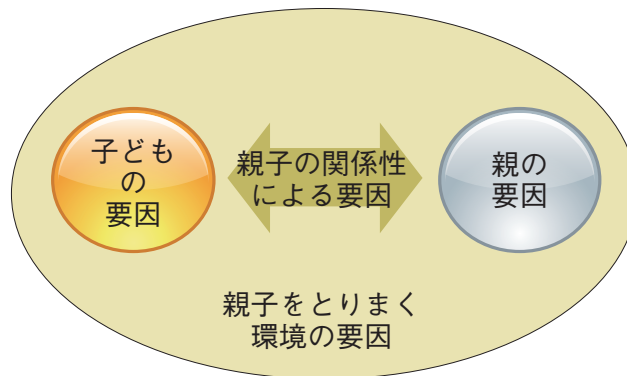 子ども
の
要因
親子の関係性
による要因
親の
要因
親子をとりまく
環境の要因